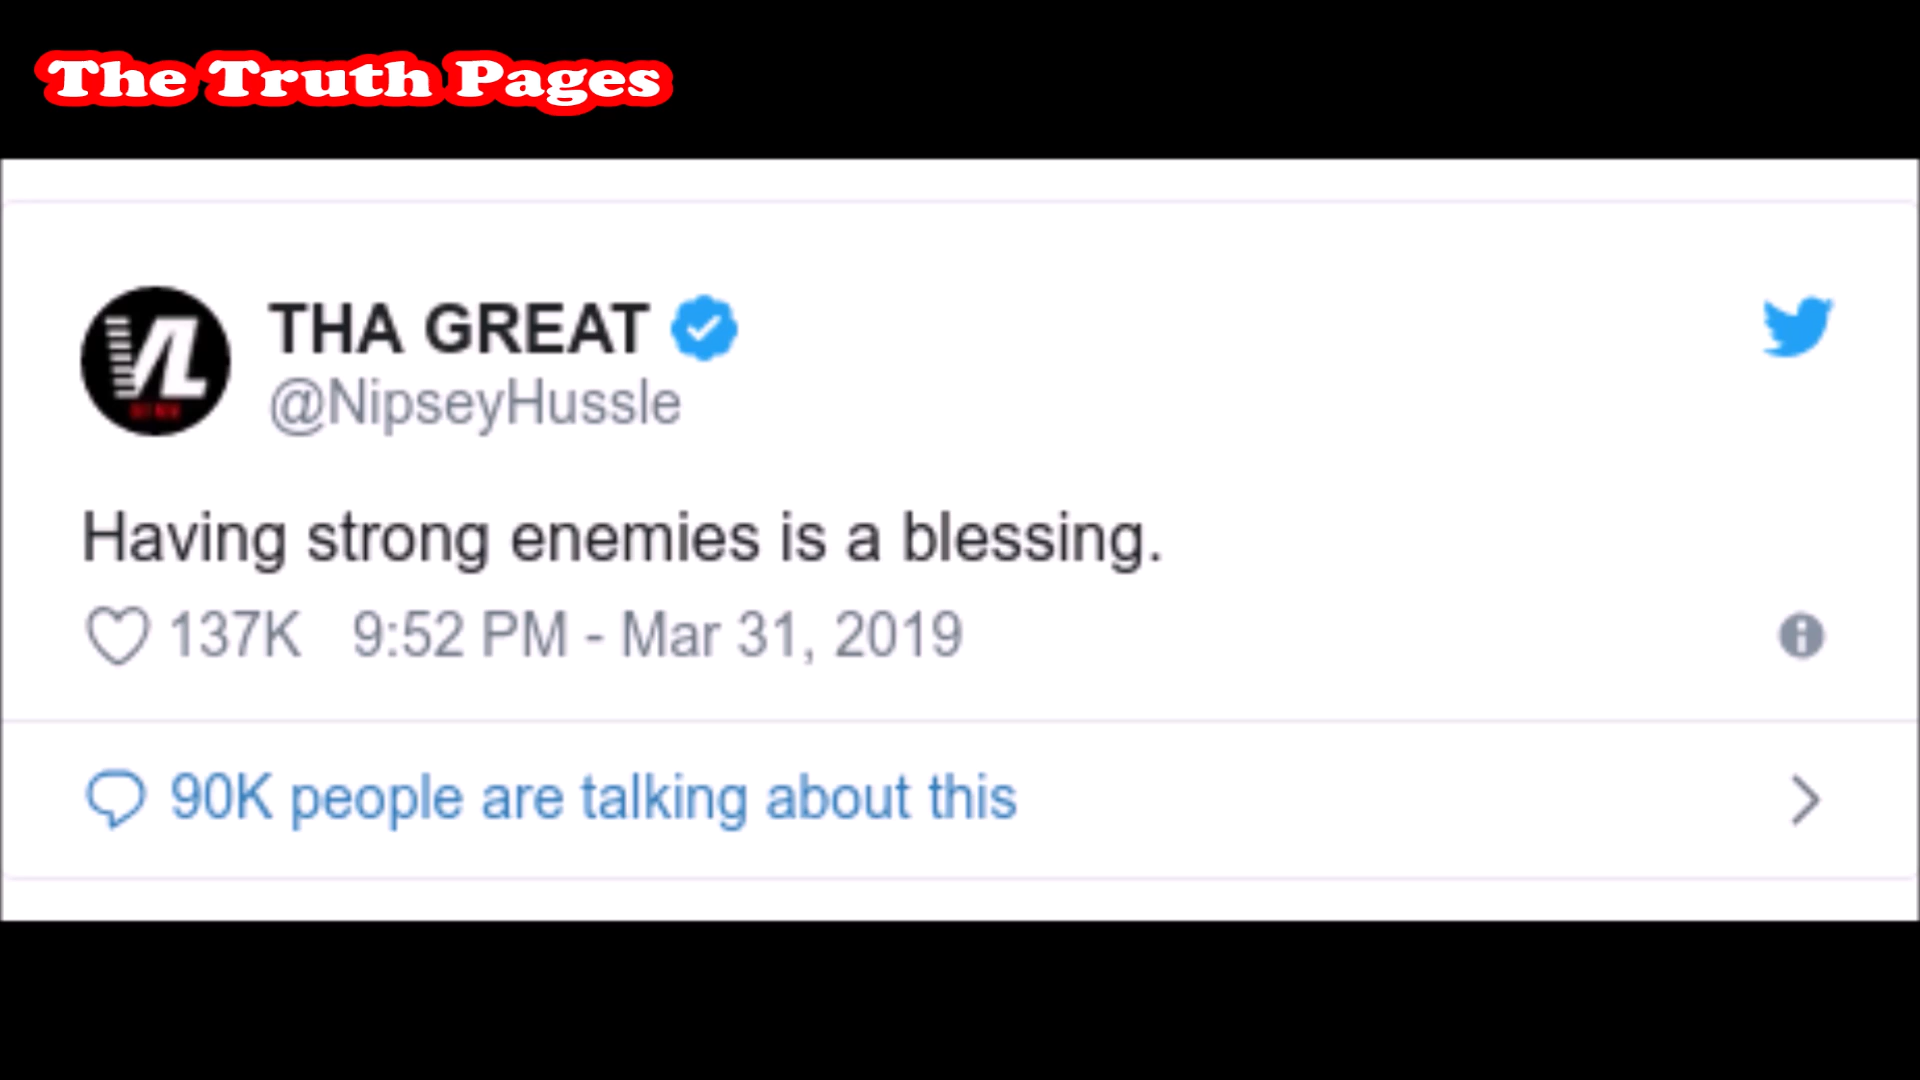 The Truth Pages
THA GREAT
@NipseyHussle
Having strong enemies is a blessing.
137K 9:52 PM - Mar 31, 2019
90K people are talking about this